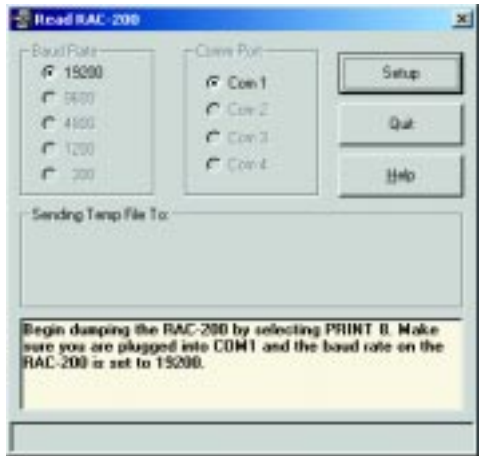 Read RAC-200
Baud Rate
19200
9600
4800
1200
300
Comm Port
Com 1
Com 2
Com 3
Com 4
Setup
Quit
Help
Sending Temp File To:
Begin dumping the RAC-200 by selecting PRINT 8. Make
sure you are plugged into COM1 and the baud rate on the
RAC-200 is set to 19200.